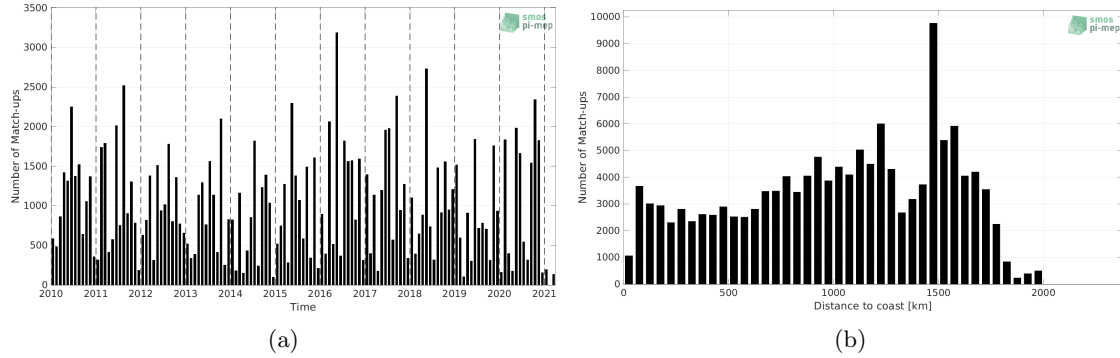 3500
3000
2500
2000
1500
1000
500
0
Number of Match-ups
2010 2011 2012 2013 2014 2015 2016 2017 2018 2019 2020 2021
Time
smos
pi-mep
(a)
10000
9000
8000
7000
6000
5000
4000
3000
2000
1000
0
Number of Match-ups
0 500 1000 1500 2000
Distance to coast [km]
smos
pi-mep
(b)